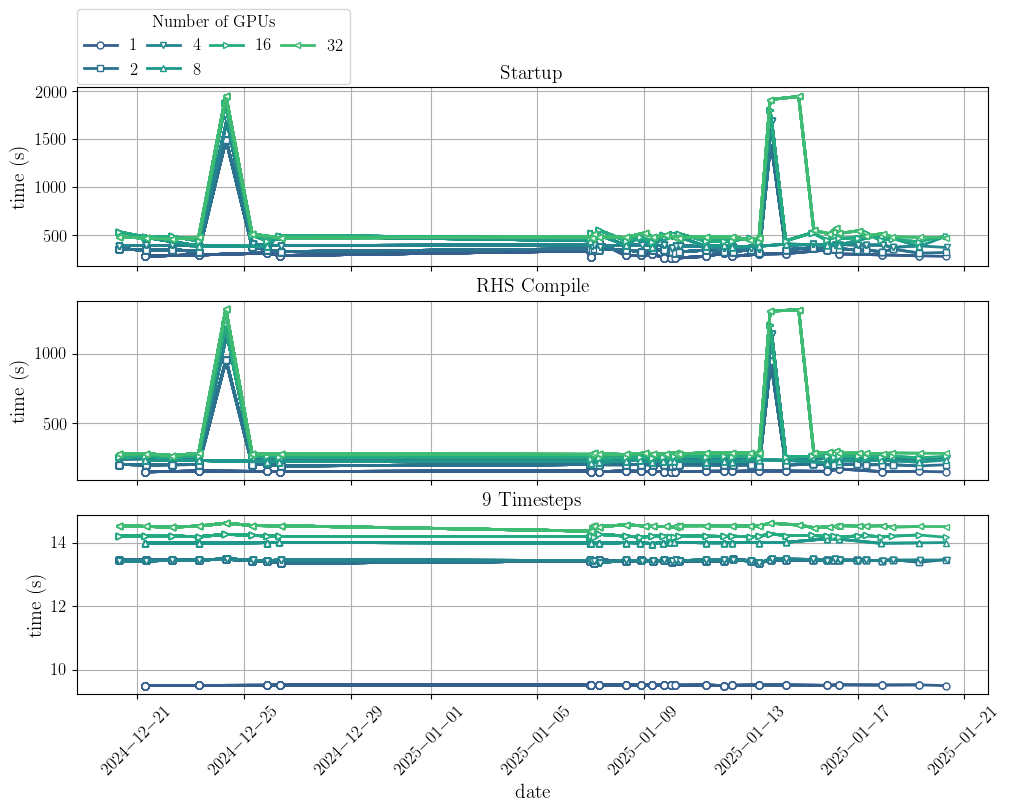 Number of GPUs
1 4 16 32
2 8
Startup
time (s)
2000
1500
1000
500
RHS Compile
time (s)
1000
500
9 Timesteps
time (s)
14
12
10
2024−12−21 2024−12−25 2024−12−29 2025−01−01 2025−01−05 2025−01−09 2025−01−13 2025−01−17 2025−01−21
date